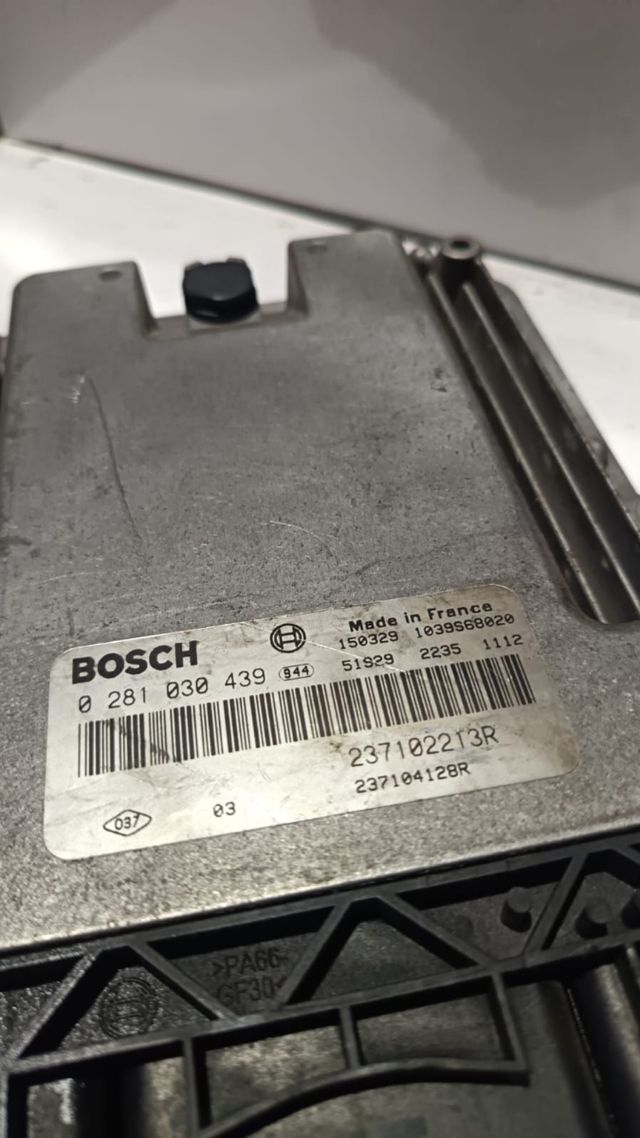 BOSCH
Made in France
150329 1039S68020
0 281 030 439 944 51S29 2235 1112
237102213R
237104128R
037 03
>PA66-
GF30<